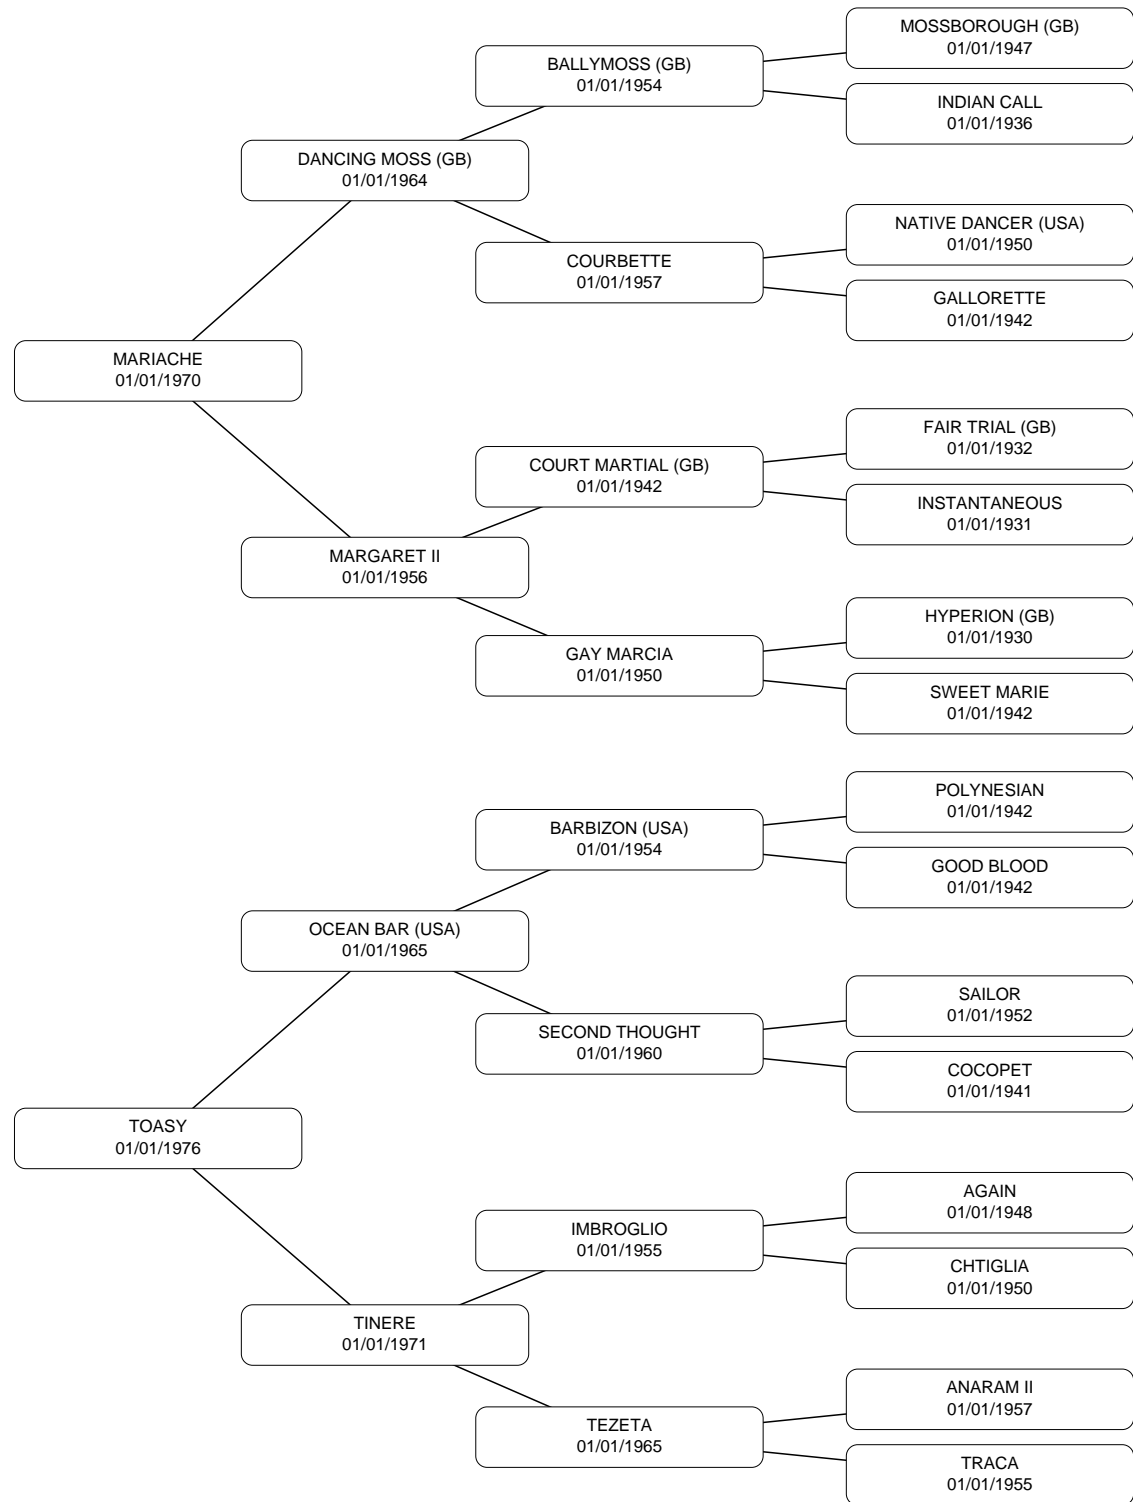 MOSSBOROUGH (GB)
01/01/1947
BALLYMOSS (GB)
01/01/1954
INDIAN CALL
01/01/1936
DANCING MOSS (GB)
01/01/1964
NATIVE DANCER (USA)
01/01/1950
COURBETTE
01/01/1957
GALLORETTE
01/01/1942
MARIACHE
01/01/1970
FAIR TRIAL (GB)
01/01/1932
COURT MARTIAL (GB)
01/01/1942
INSTANTANEOUS
01/01/1931
MARGARET II
01/01/1956
HYPERION (GB)
01/01/1930
GAY MARCIA
01/01/1950
SWEET MARIE
01/01/1942
POLYNESIAN
01/01/1942
BARBIZON (USA)
01/01/1954
GOOD BLOOD
01/01/1942
OCEAN BAR (USA)
01/01/1965
SAILOR
01/01/1952
SECOND THOUGHT
01/01/1960
COCOPET
01/01/1941
TOASY
01/01/1976
AGAIN
01/01/1948
IMBROGLIO
01/01/1955
CHTIGLIA
01/01/1950
TINERE
01/01/1971
ANARAM II
01/01/1957
TEZETA
01/01/1965
TRACA
01/01/1955